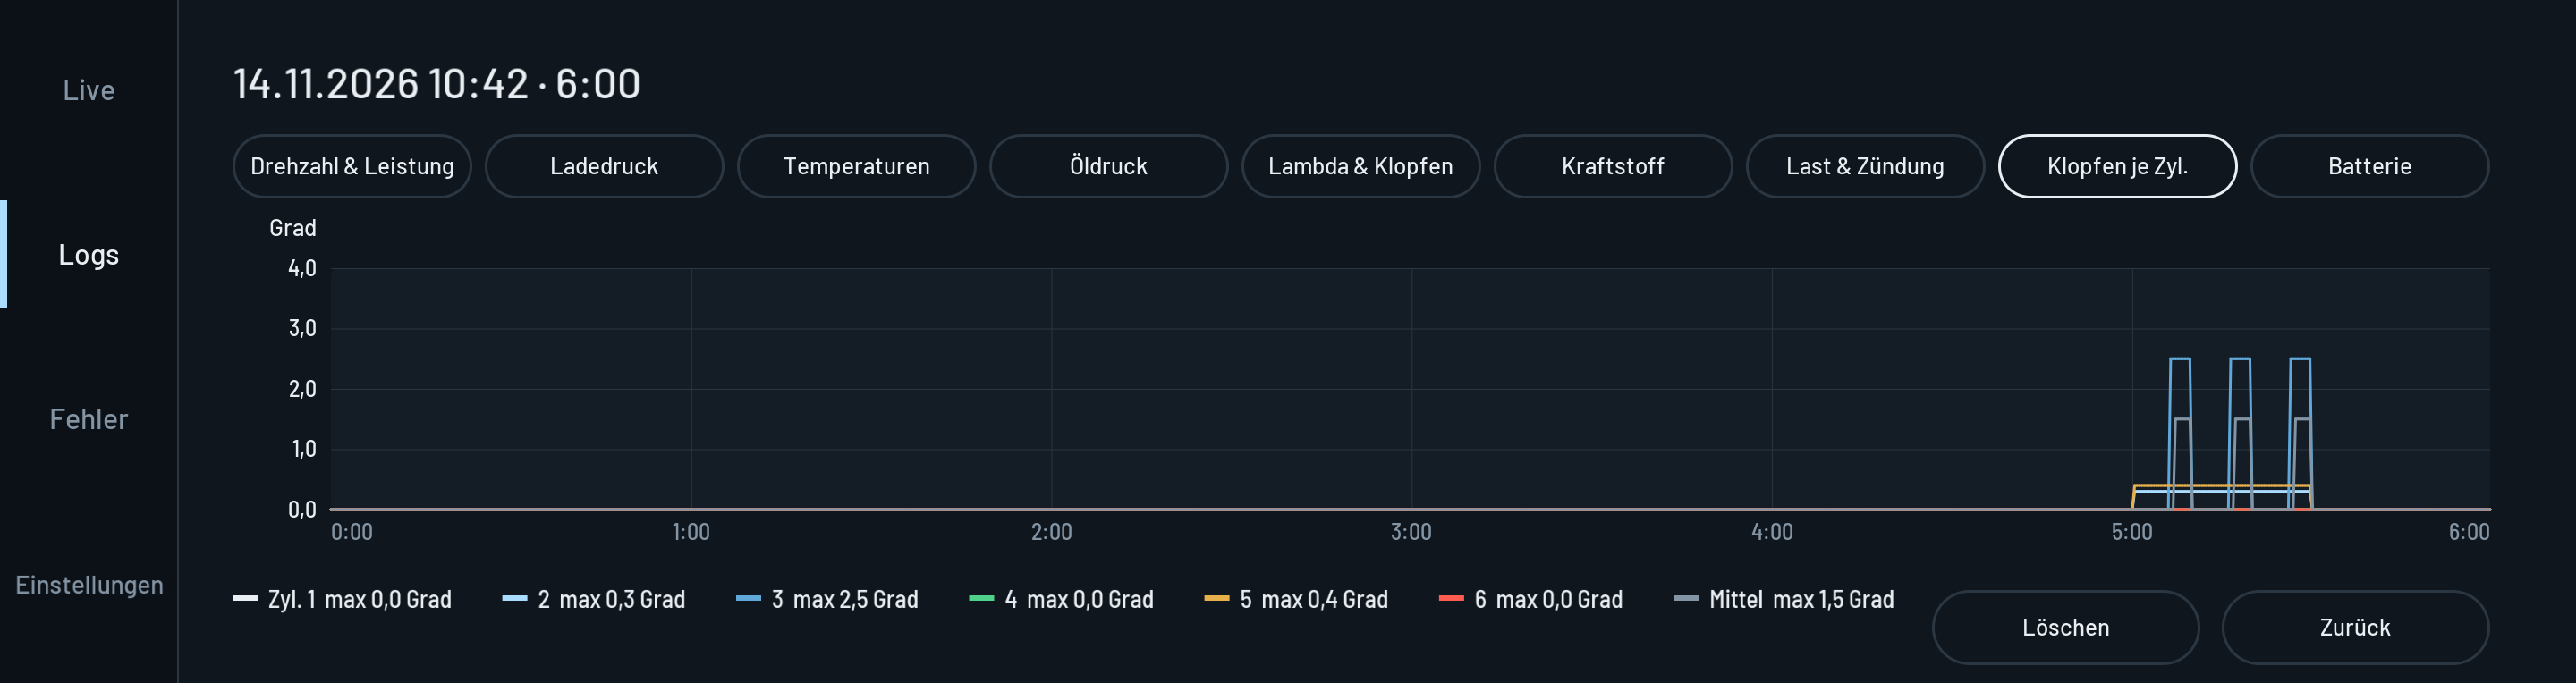 Live
Logs
Fehler
Einstellungen
14.11.2026 10:42 · 6:00
Drehzahl & Leistung
Ladedruck
Temperaturen
Öldruck
Lambda & Klopfen
Kraftstoff
Last & Zündung
Klopfen je Zyl.
Batterie
Grad
4,0
3,0
2,0
1,0
0,0
0:00 1:00 2:00 3:00 4:00 5:00 6:00
Zyl. 1 max 0,0 Grad
2 max 0,3 Grad
3 max 2,5 Grad
4 max 0,0 Grad
5 max 0,4 Grad
6 max 0,0 Grad
Mittel max 1,5 Grad
Löschen
Zurück